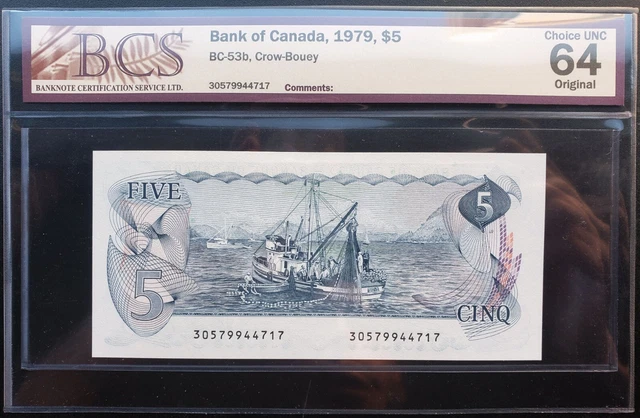 BCS
BANKNOTE CERTIFICATION SERVICE LTD.
Bank of Canada, 1979, $5
BC-53b, Crow-Bouey
30579944717 Comments:
Choice UNC
64
Original
FIVE
5
5
CINQ
30579944717 30579944717